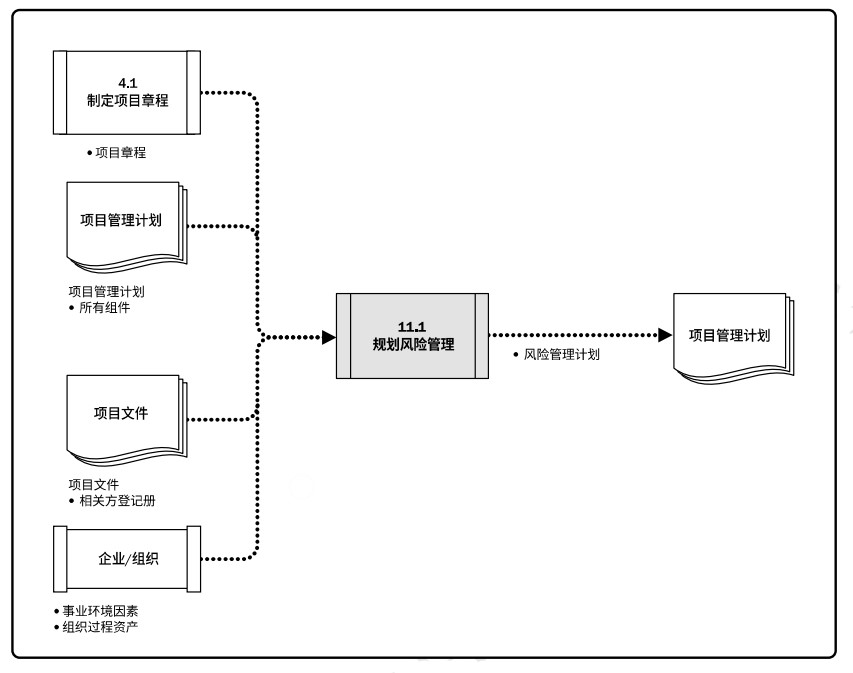 4.1
制定项目章程
• 项目章程
项目管理计划
项目管理计划
• 所有组件
项目文件
项目文件
• 相关方登记册
企业/组织
• 事业环境因素
• 组织过程资产
11.1
规划风险管理
• 风险管理计划
项目管理计划